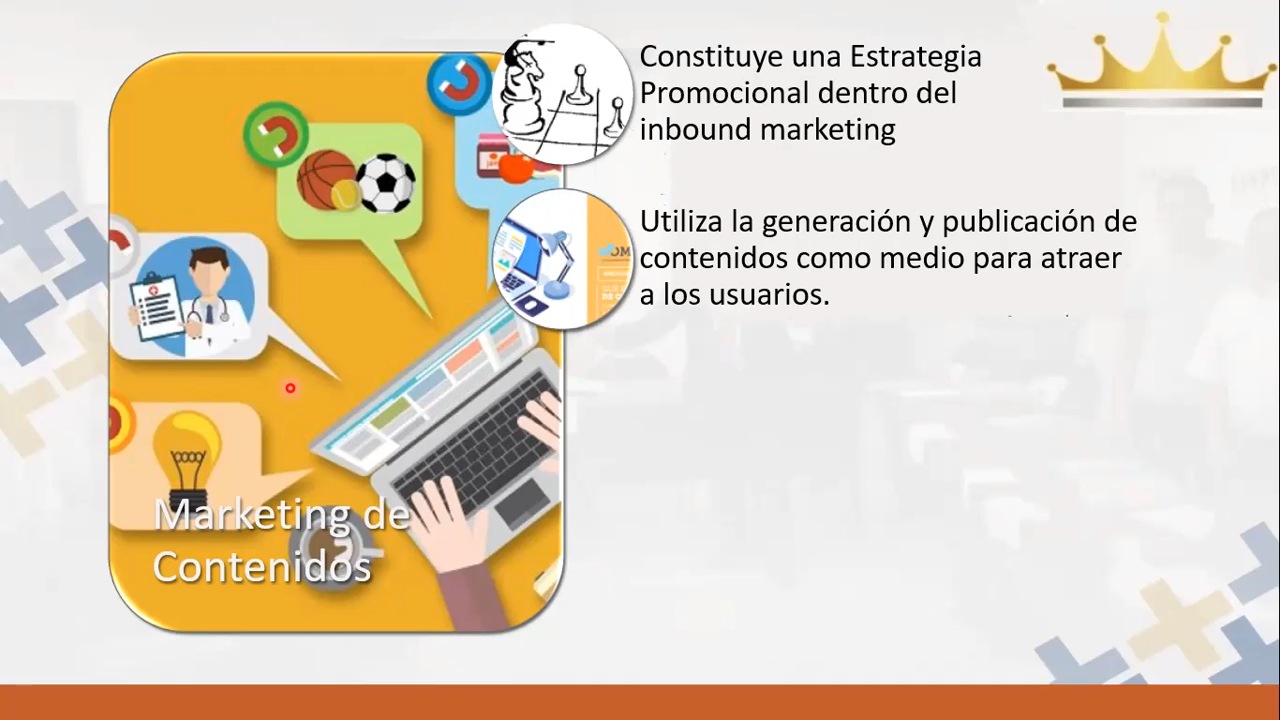 Constituye una Estrategia
Promocional dentro del
inbound marketing
Utiliza la generación y publicación de
contenidos como medio para atraer
a los usuarios.
Marketing de
Contenidos